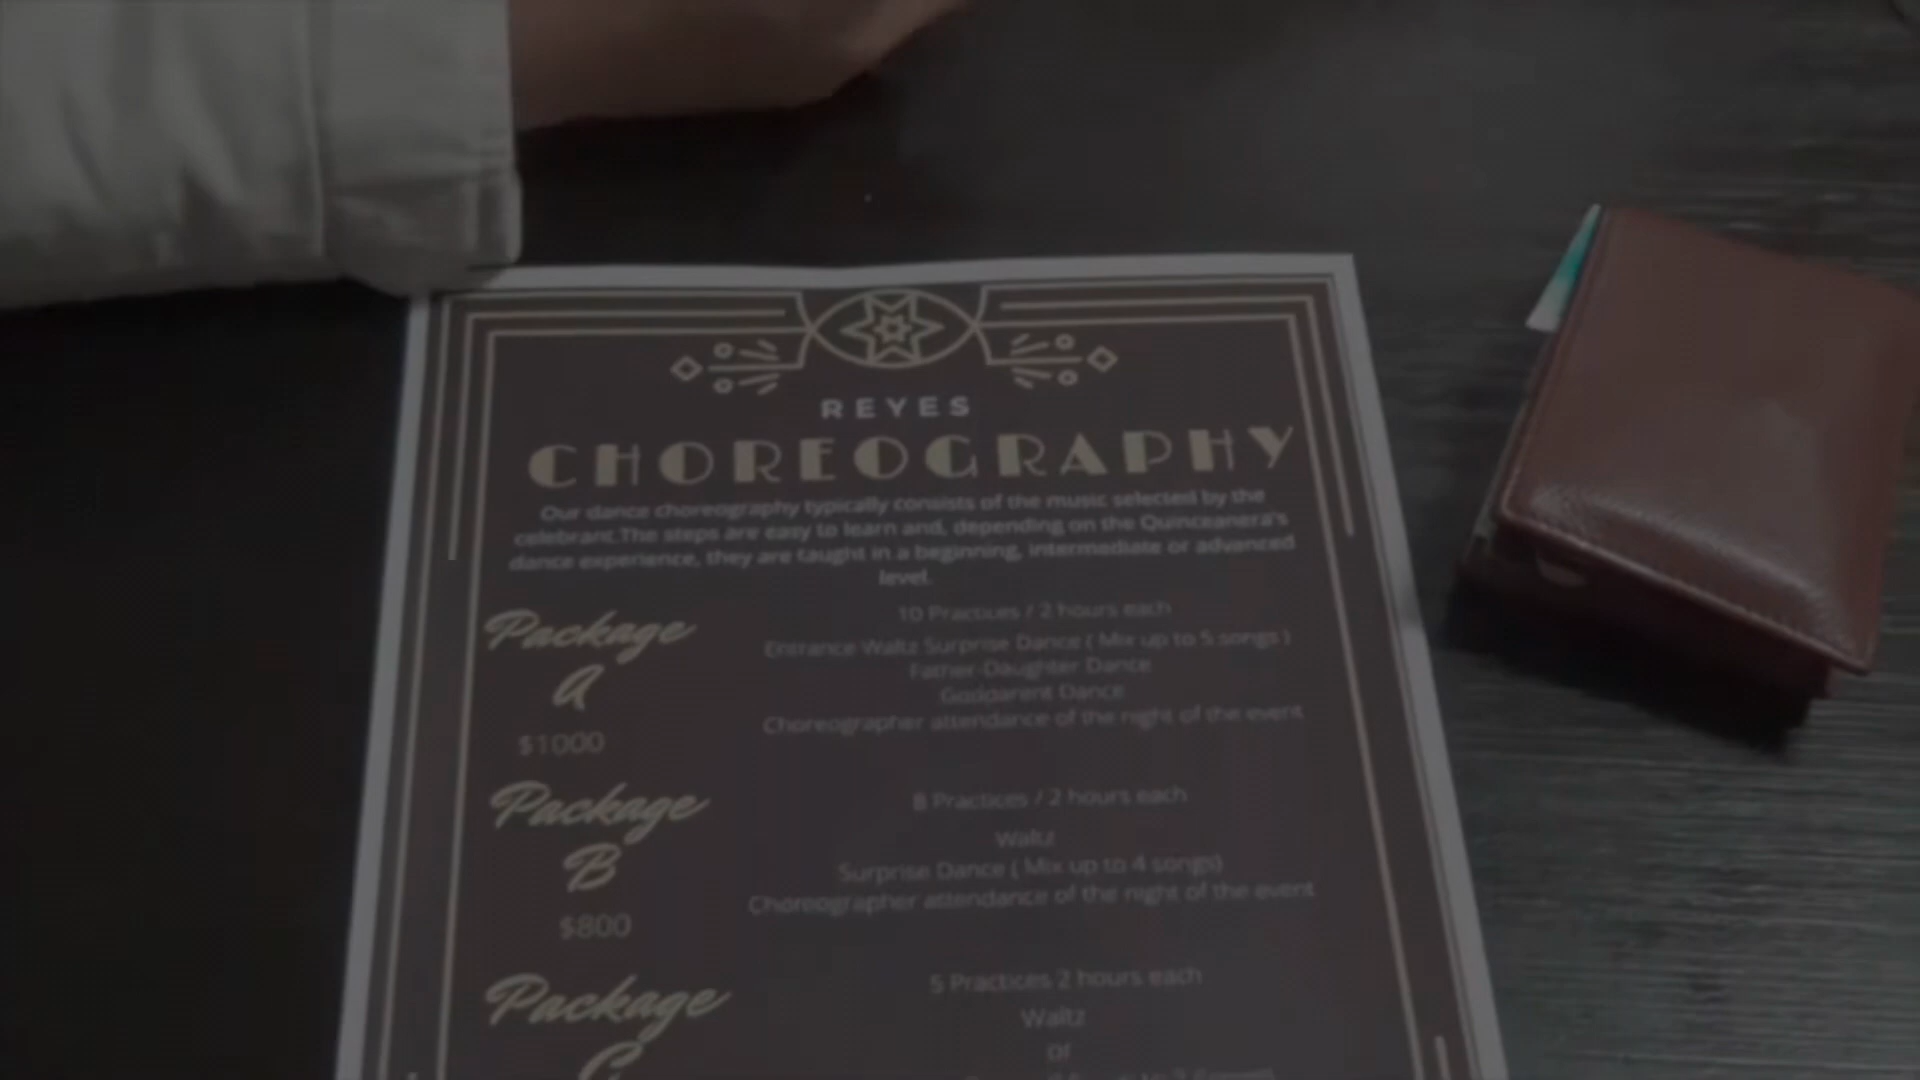 REYES
CHOREOGRAPHY
Our dance choreography typically consists of the music selected by the
celebrant.The steps are easy to learn and, depending on the Quinceanera's
dance experience, they are taught in a beginning, intermediate or advanced
level.
Package
A
$1000
10 Practices / 2 hours each
Entrance Waltz Surprise Dance ( Mix up to 5 songs )
Father-Daughter Dance
Godparent Dance
Choreographer attendance of the night of the event
Package
B
$800
8 Practices / 2 hours each
Waltz
Surprise Dance ( Mix up to 4 songs)
Choreographer attendance of the night of the event
Package
C
5 Practices 2 hours each
Waltz
or